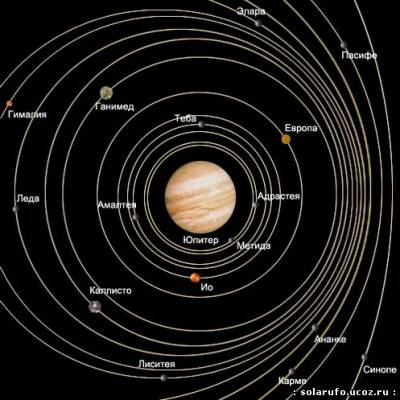 Элара
Пасифе
Ганимед
Гималия
Теба
Европа
Леда
Амалтея
Адрастея
Юпитер
Метида
Каллисто
Ио
Ананке
Лиситея
Синопе
Карме
: solarufo.ucoz.ru :